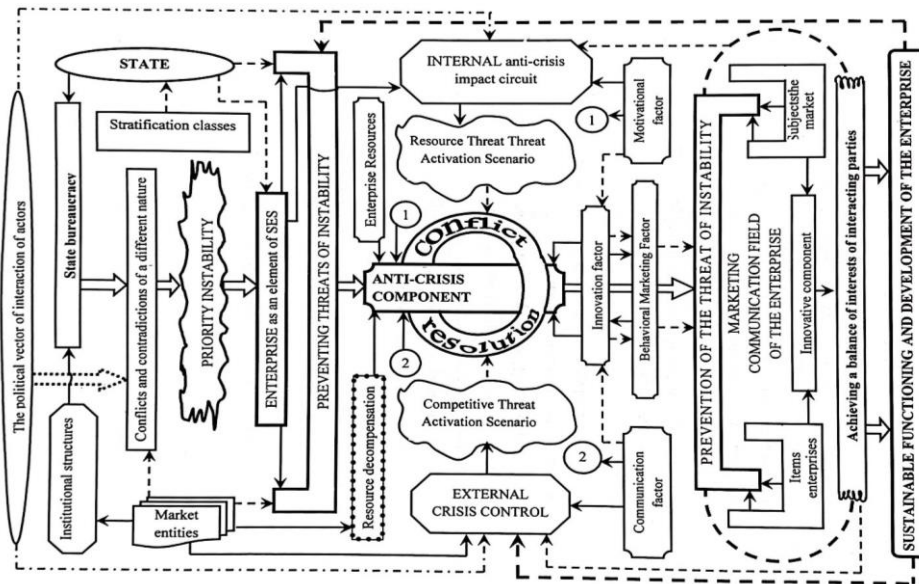 The political vector of interaction of actors
STATE
Stratification classes
State bureaucracy
Institutional structures
Conflicts and contradictions of a different nature
PRIORITY INSTABILITY
Market
entities
ENTERPRISE as an element of SES
PREVENTING THREATS OF INSTABILITY
Enterprise Resources
1
INTERNAL anti-crisis
impact circuit
Resource Threat Threat
Activation Scenario
conflict
ANTI-CRISIS
COMPONENT
resolution
2
Resource decompensation
Competitive Threat
Activation Scenario
EXTERNAL
CRISIS CONTROL
Motivational
factor
1
Innovation factor
Behavioral Marketing Factor
2
Communication
factor
PREVENTION OF THE THREAT OF INSTABILITY
MARKETING
COMMUNICATION FIELD
OF THE ENTERPRISE
Subjectsthe
market
Innovative component
Items
enterprises
Achieving a balance of interests of interacting parties
SUSTAINABLE FUNCTIONING AND DEVELOPMENT OF THE ENTERPRISE